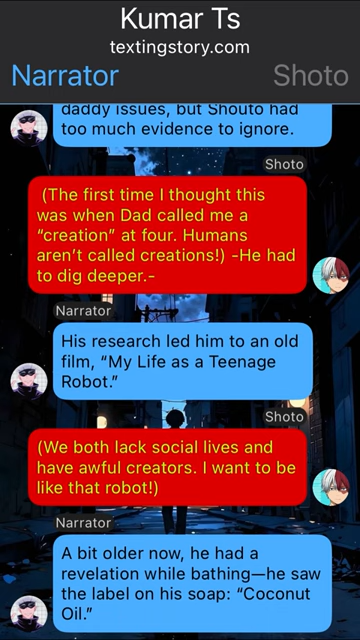 Kumar Ts
textingstory.com
Narrator
Shoto
daddy issues, but Shouto had
too much evidence to ignore.
Shoto
(The first time I thought this
was when Dad called me a
“creation” at four. Humans
aren’t called creations!) -He had
to dig deeper.-
Narrator
His research led him to an old
film, “My Life as a Teenage
Robot.”
Shoto
(We both lack social lives and
have awful creators. I want to be
like that robot!)
Narrator
A bit older now, he had a
revelation while bathing—he saw
the label on his soap: “Coconut
Oil.”